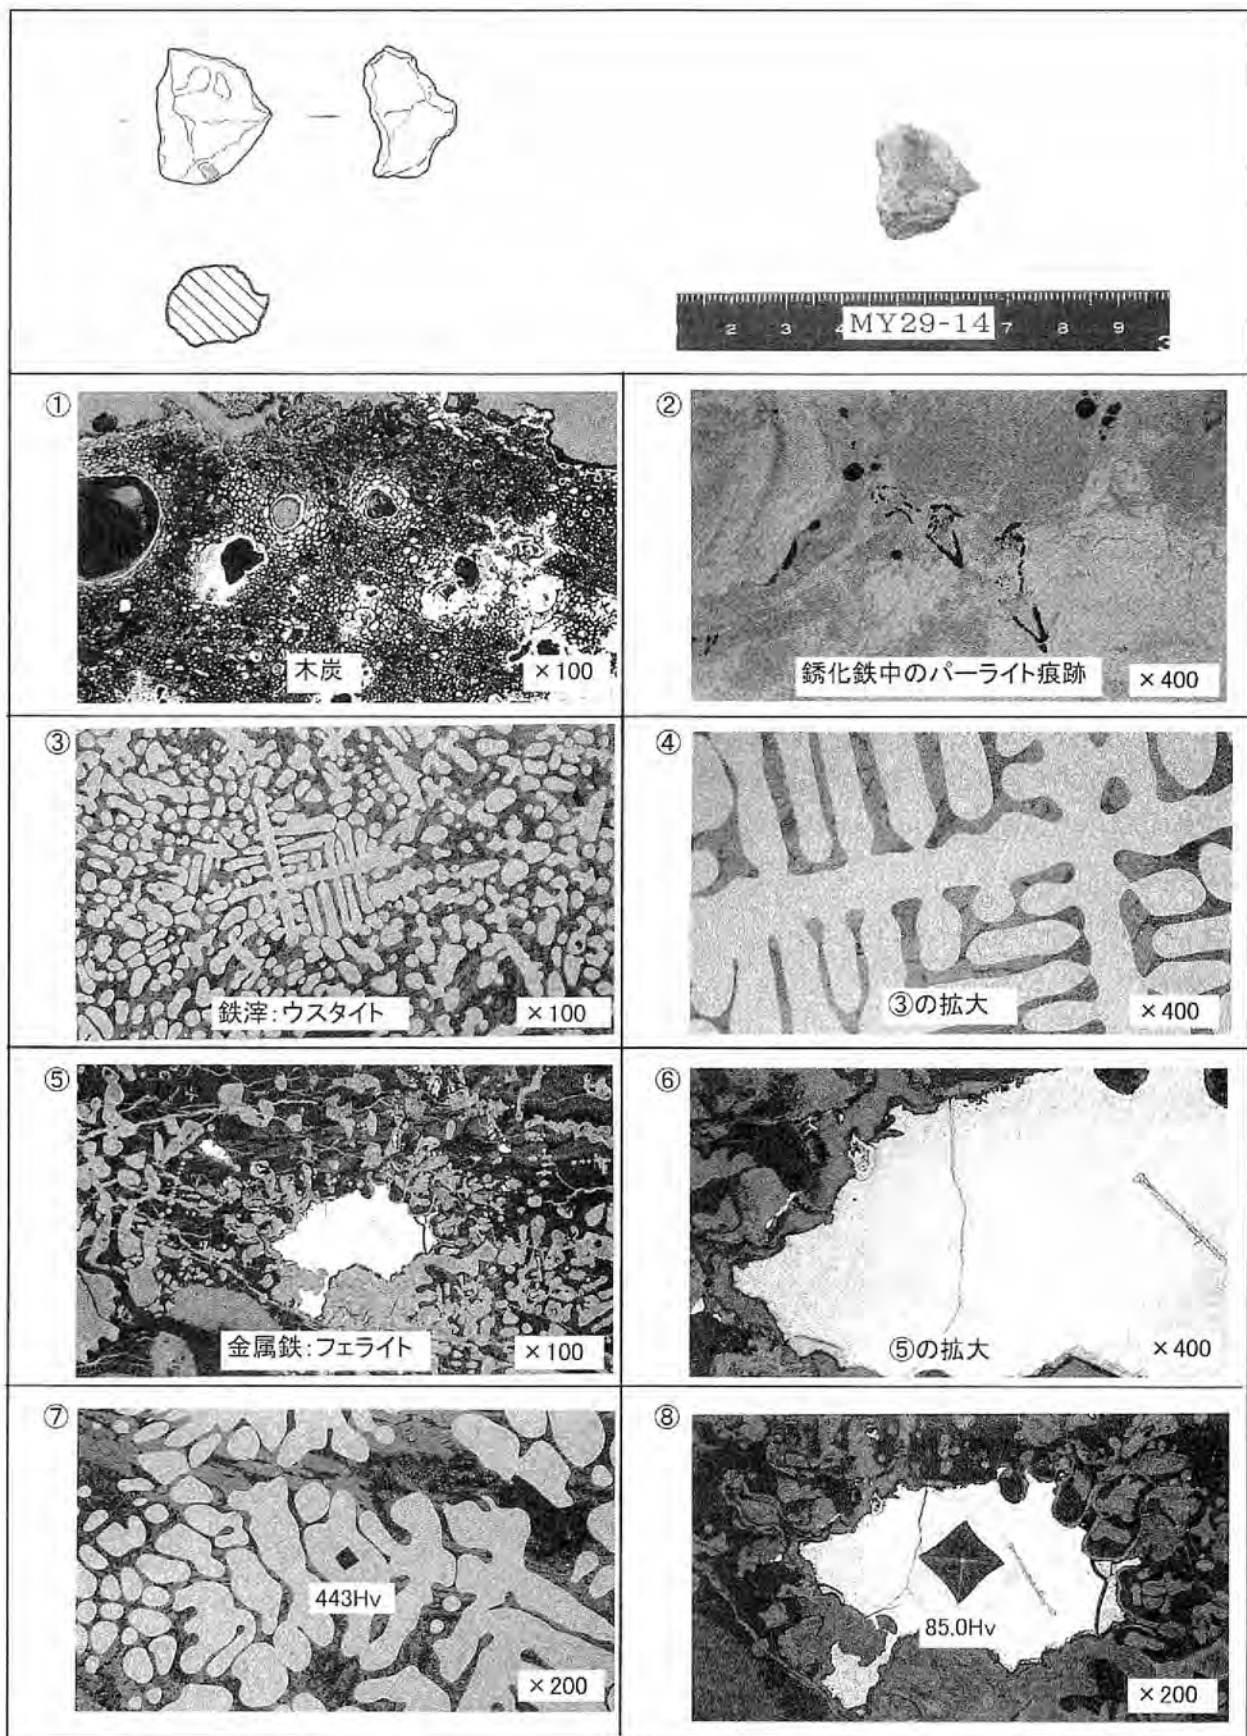 2 3 4 MY29-14 7 8 9
①
木炭
×100
②
銹化鉄中のパーライト痕跡
×400
③
鉄滓:ウスタイト
×100
④
③の拡大
×400
⑤
金属鉄:フェライト
×100
⑥
⑤の拡大
×400
⑦
443Hv
×200
⑧
85.0Hv
×200